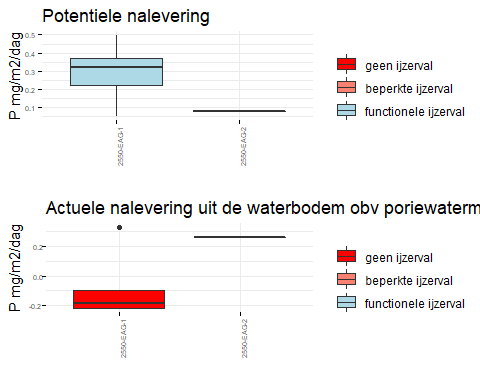 Potentiele nalevering
P mg/m2/dag
0.5
0.4
0.3
0.2
0.1
2550-EAG-1
2550-EAG-2
geen ijzerval
beperkte ijzerval
functionele ijzerval
Actuele nalevering uit de waterbodem obv poriewaterm
P mg/m2/dag
0.2
0.0
-0.2
2550-EAG-1
2550-EAG-2
geen ijzerval
beperkte ijzerval
functionele ijzerval